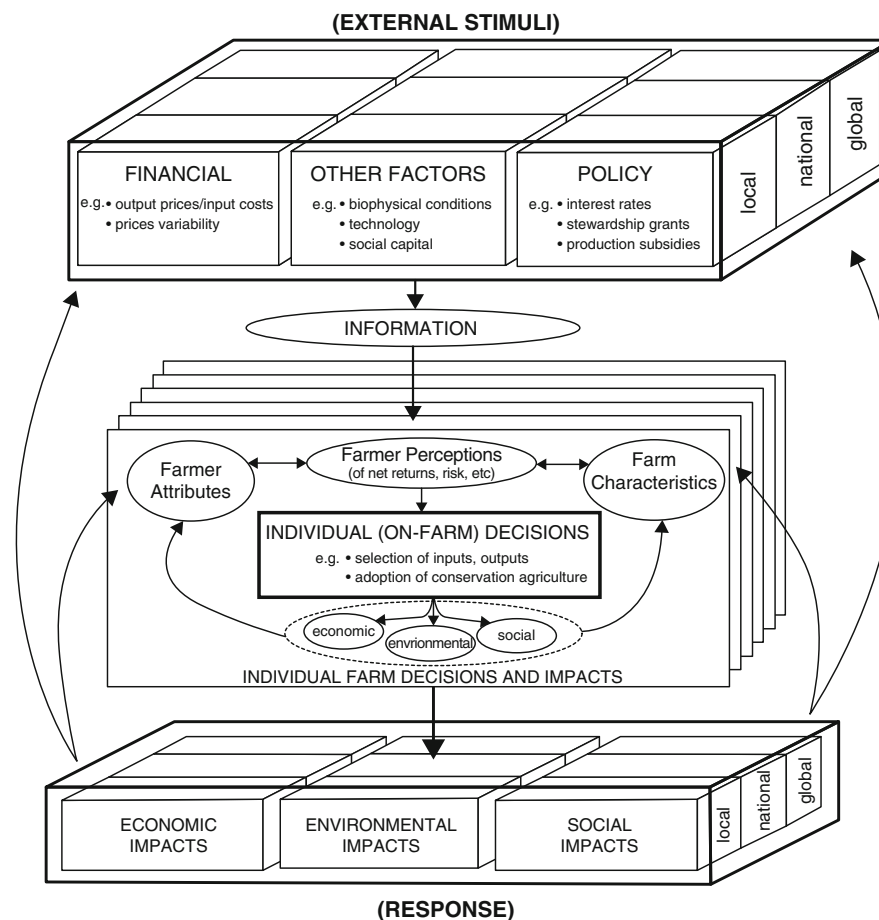 (EXTERNAL STIMULI)
FINANCIAL
e.g. • output prices/input costs
• prices variability
OTHER FACTORS
e.g. • biophysical conditions
• technology
• social capital
POLICY
e.g. • interest rates
• stewardship grants
• production subsidies
local
national
global
INFORMATION
Farmer
Attributes
Farmer Perceptions
(of net returns, risk, etc)
Farm
Characteristics
INDIVIDUAL (ON-FARM) DECISIONS
e.g. • selection of inputs, outputs
• adoption of conservation agriculture
economic
envrionmental
social
INDIVIDUAL FARM DECISIONS AND IMPACTS
ECONOMIC
IMPACTS
ENVIRONMENTAL
IMPACTS
SOCIAL
IMPACTS
local
national
global
(RESPONSE)